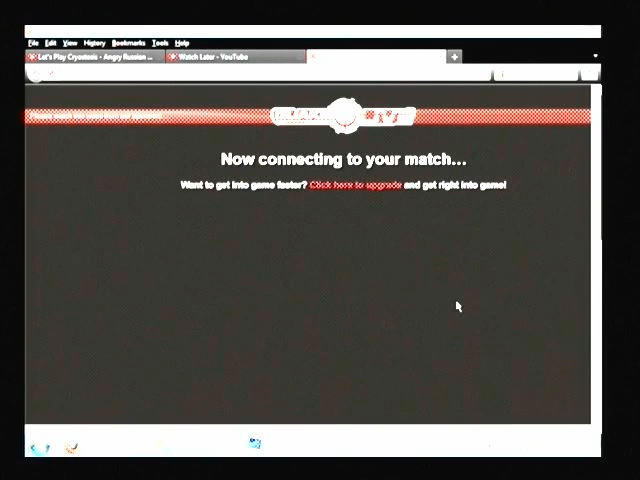 File Edit View History Bookmarks Tools Help
Let's Play Cryostasis - Angry Russian ...
Watch Later - YouTube
+
Now connecting to your match...
Want to get into game faster? Click here to upgrade and get right into game!